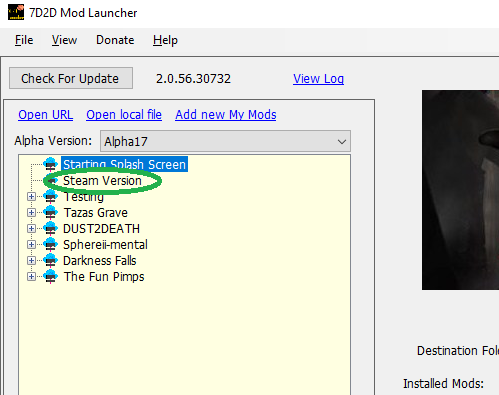 7D2D Mod Launcher
File View Donate Help
Check For Update 2.0.56.30732 View Log
Open URL Open local file Add new My Mods
Alpha Version: Alpha17
Starting Splash Screen
Steam Version
Testing
Tazas Grave
DUST2DEATH
Sphereii-mental
Darkness Falls
The Fun Pimps
Destination Fol
Installed Mods: